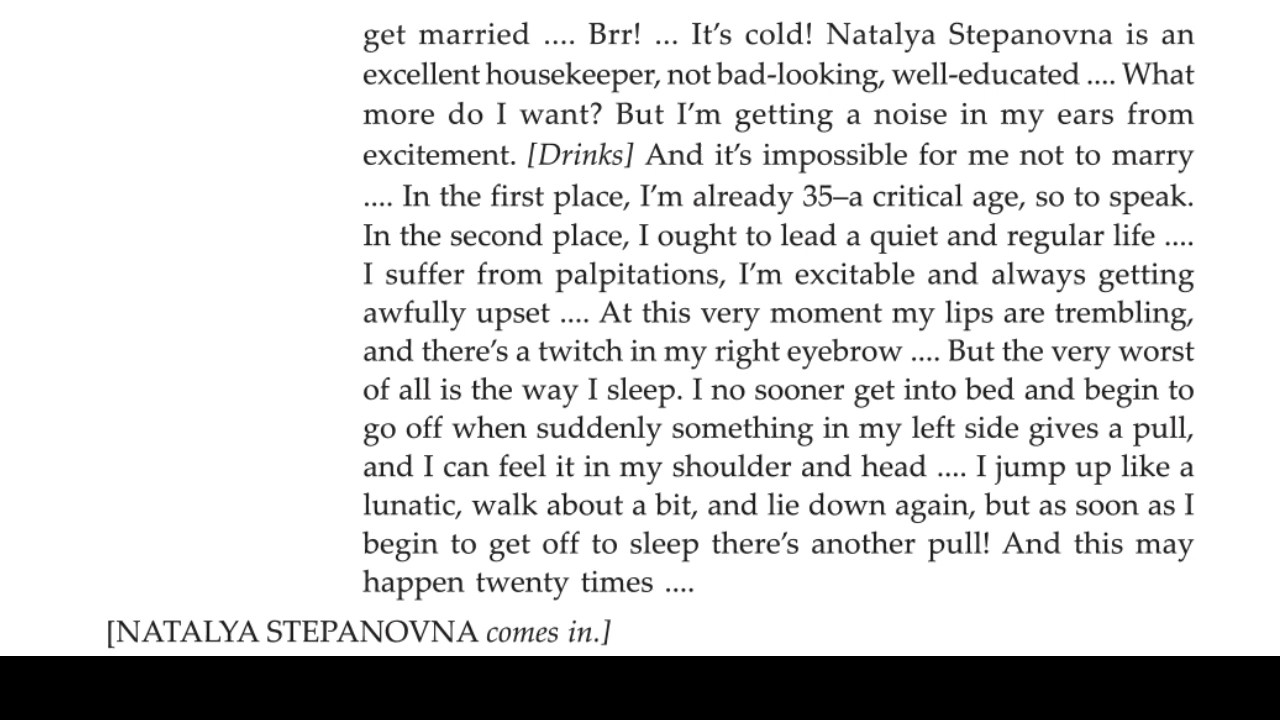 get married .... Brr! ... It's cold! Natalya Stepanovna is an
excellent housekeeper, not bad-looking, well-educated .... What
more do I want? But I'm getting a noise in my ears from
excitement. [Drinks] And it's impossible for me not to marry
.... In the first place, I'm already 35–a critical age, so to speak.
In the second place, I ought to lead a quiet and regular life ....
I suffer from palpitations, I'm excitable and always getting
awfully upset .... At this very moment my lips are trembling,
and there's a twitch in my right eyebrow .... But the very worst
of all is the way I sleep. I no sooner get into bed and begin to
go off when suddenly something in my left side gives a pull,
and I can feel it in my shoulder and head .... I jump up like a
lunatic, walk about a bit, and lie down again, but as soon as I
begin to get off to sleep there's another pull! And this may
happen twenty times ....
[NATALYA STEPANOVNA comes in.]